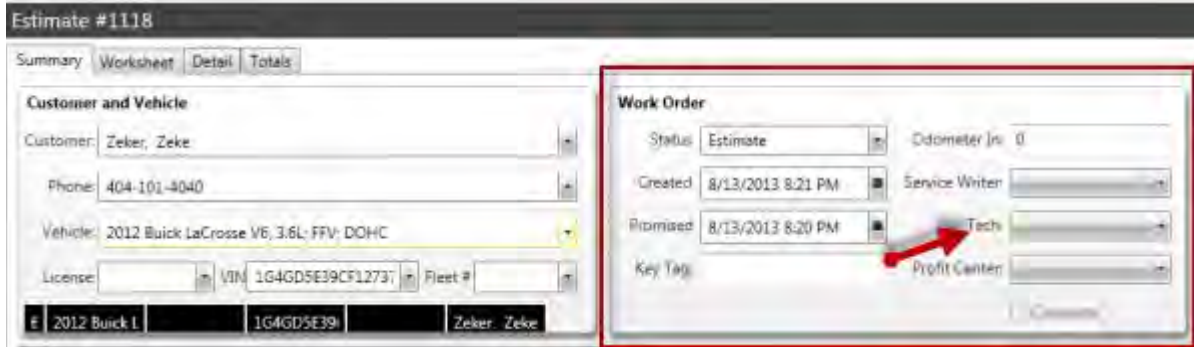 Estimate #1118
Summary Worksheet Detail Totals
Customer and Vehicle
Customer: Zeker, Zeke
Phone: 404-101-4040
Vehicle: 2012 Buick LaCrosse V6, 3.6L; FFV; DOHC
License: VIN 1G4GD5E39CF1273 Fleet #
E 2012 Buick L 1G4GD5E39 Zeker, Zeke
Work Order
Status Estimate Odometer In: 0
Created 8/13/2013 8:21 PM Service Writer:
Promised 8/13/2013 8:20 PM Tech:
Key Tag: Profit Center: